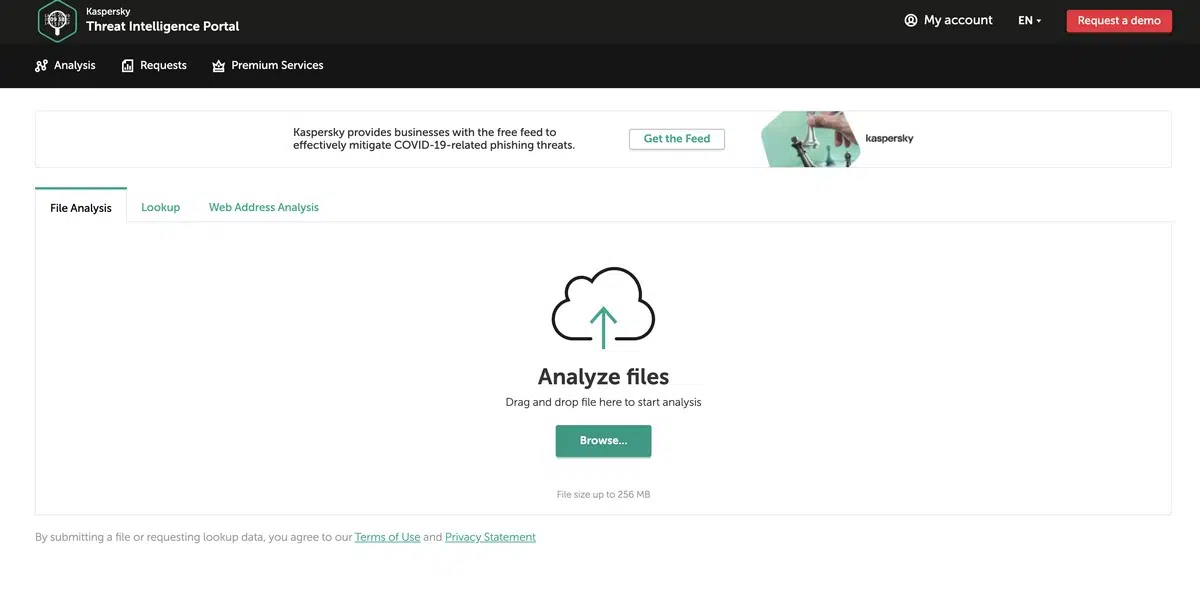 Kaspersky
Threat Intelligence Portal
My account
EN
Request a demo
Analysis
Requests
Premium Services
Kaspersky provides businesses with the free feed to
effectively mitigate COVID-19-related phishing threats.
Get the Feed
kaspersky
File Analysis
Lookup
Web Address Analysis
Analyze files
Drag and drop file here to start analysis
Browse...
File size up to 256 MB
By submitting a file or requesting lookup data, you agree to our Terms of Use and Privacy Statement